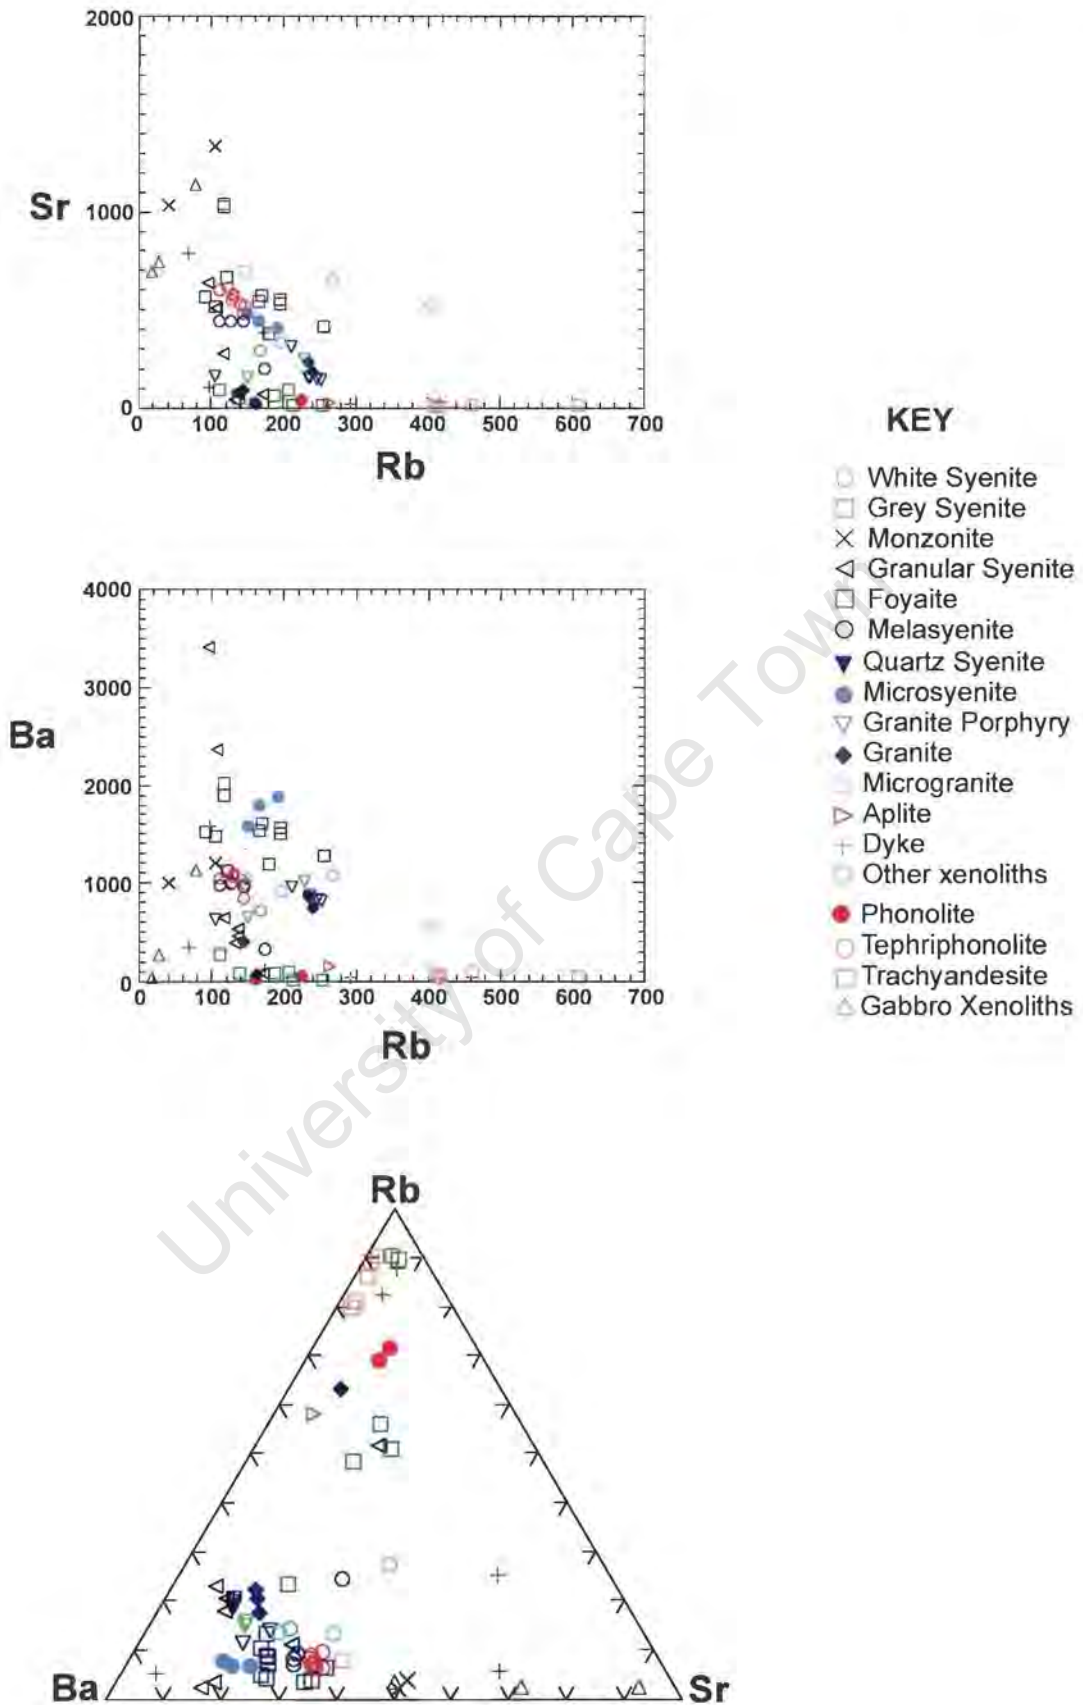 2000
Sr
1000
0
0 100 200 300 400 500 600 700
Rb
4000
3000
Ba
2000
1000
0
0 100 200 300 400 500 600 700
Rb
KEY
White Syenite
Grey Syenite
Monzonite
Granular Syenite
Foyaite
Melasyenite
Quartz Syenite
Microsyenite
Granite Porphyry
Granite
Microgranite
Aplite
Dyke
Other xenoliths
Phonolite
Tephriphonolite
Trachyandesite
Gabbro Xenoliths
Rb
Ba
Sr
University of Cape Town